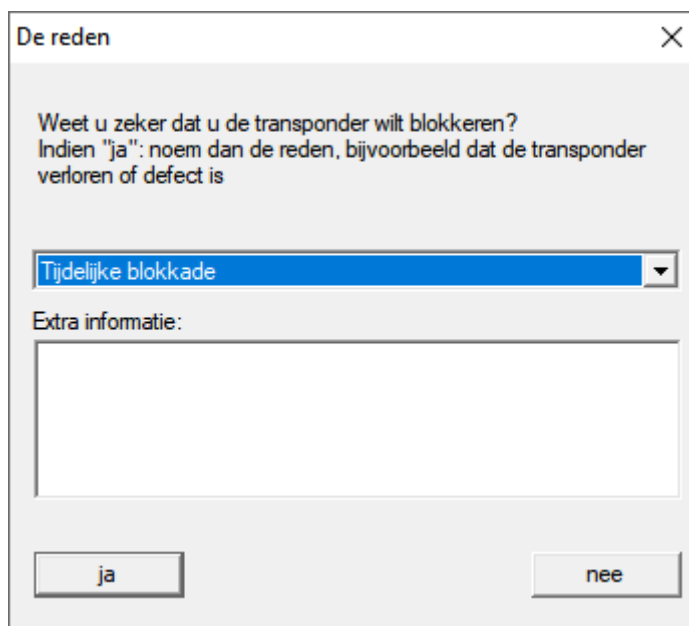 De reden
Weet u zeker dat u de transponder wilt blokkeren?
Indien "ja": noem dan de reden, bijvoorbeeld dat de transponder
verloren of defect is
Tijdelijke blokkade
Extra informatie:
ja
nee